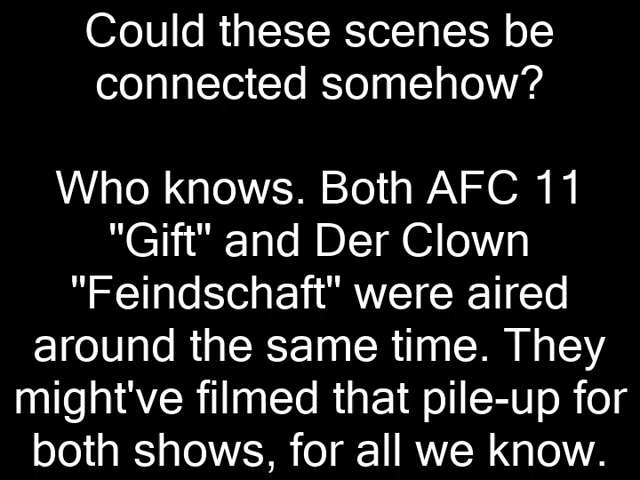 Could these scenes be
connected somehow?
Who knows. Both AFC 11
"Gift" and Der Clown
"Feindschaft" were aired
around the same time. They
might've filmed that pile-up for
both shows, for all we know.